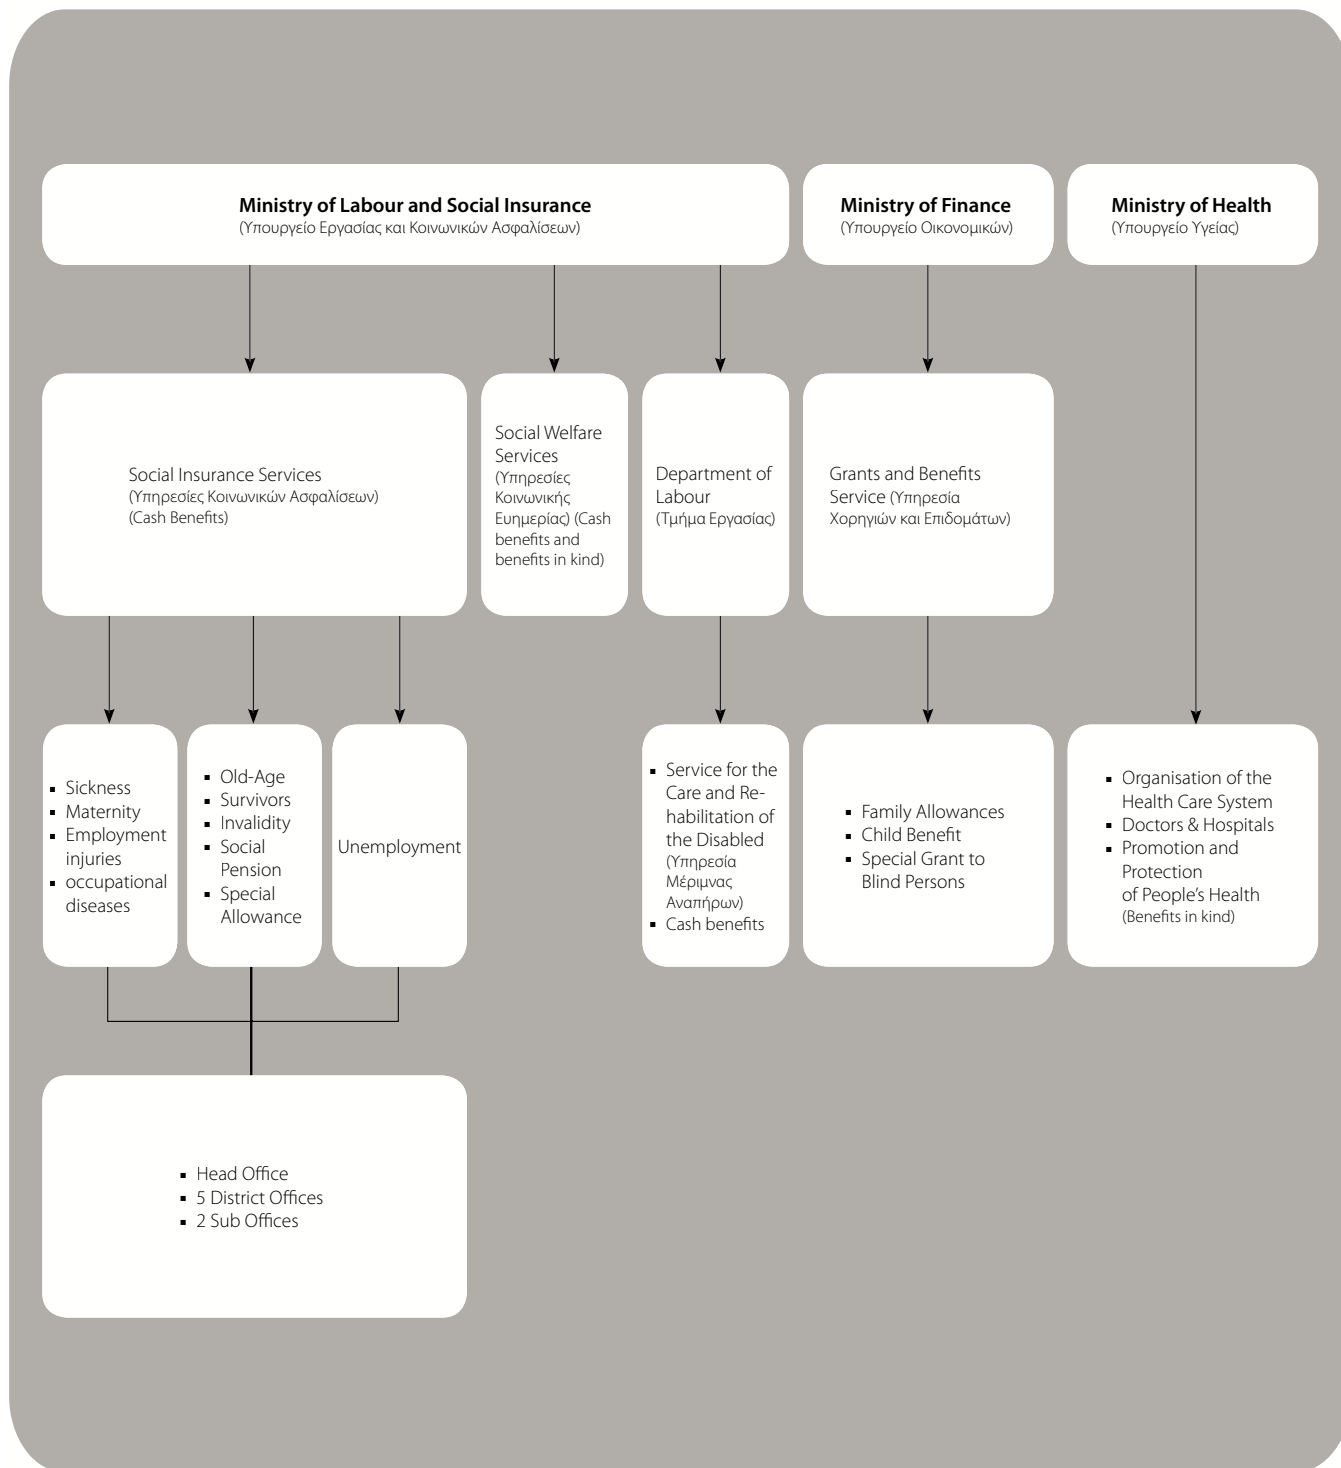 Ministry of Labour and Social Insurance
(Υπουργείο Εργασίας και Κοινωνικών Ασφαλίσεων)
Ministry of Finance
(Υπουργείο Οικονομικών)
Ministry of Health
(Υπουργείο Υγείας)
Social Insurance Services
(Υπηρεσίες Κοινωνικών Ασφαλίσεων)
(Cash Benefits)
Social Welfare
Services
(Υπηρεσίες
Κοινωνικής
Ευημερίας) (Cash
benefits and
benefits in kind)
Department of
Labour
(Τμήμα Εργασίας)
Grants and Benefits
Service (Υπηρεσία
Χορηγιών και Επιδομάτων)
▪ Sickness
▪ Maternity
▪ Employment
injuries
▪ occupational
diseases
▪ Old-Age
▪ Survivors
▪ Invalidity
▪ Social
Pension
▪ Special
Allowance
Unemployment
▪ Service for the
Care and Re-
habilitation of
the Disabled
(Υπηρεσία
Μέριμνας
Αναπήρων)
▪ Cash benefits
▪ Family Allowances
▪ Child Benefit
▪ Special Grant to
Blind Persons
▪ Organisation of the
Health Care System
▪ Doctors & Hospitals
▪ Promotion and
Protection
of People's Health
(Benefits in kind)
▪ Head Office
▪ 5 District Offices
▪ 2 Sub Offices